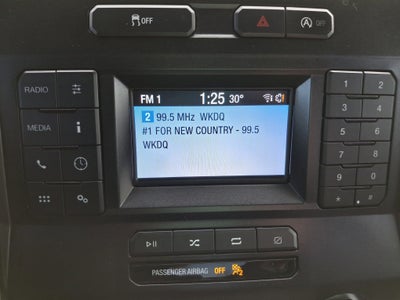 OFF
A OFF
RADIO
MEDIA
i
FM 1 1:25 30°
2 99.5 MHz WKDQ
#1 FOR NEW COUNTRY - 99.5
WKDQ
1 2
3 4
5 6
7 8
9 0
* #
PASSENGER AIRBAG OFF 2